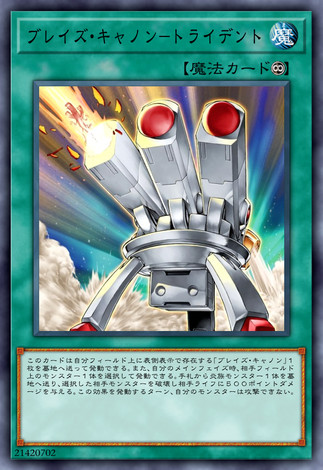 ブレイズ・キャノン－トライデント
魔
【魔法カード】
このカードは自分フィールド上に表側表示で存在する「ブレイズ・キャノン」１
枚を墓地へ送って発動できる。また、自分のメインフェイズ時、相手フィールド
上のモンスター１体を選択して発動できる。手札から炎族モンスター１体を墓
地へ送り、選択した相手モンスターを破壊し相手ライフに５００ポイントダメ
ージを与える。この効果を発動するターン、自分のモンスターは攻撃できない。
21420702